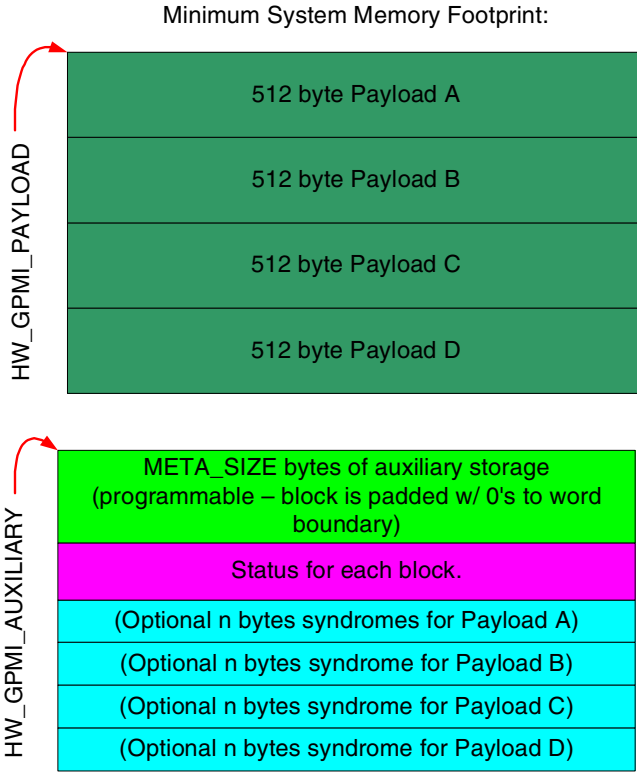 Minimum System Memory Footprint:
HW_GPMI_PAYLOAD
512 byte Payload A
512 byte Payload B
512 byte Payload C
512 byte Payload D
HW_GPMI_AUXILIARY
META_SIZE bytes of auxiliary storage
(programmable – block is padded w/ 0's to word
boundary)
Status for each block.
(Optional n bytes syndromes for Payload A)
(Optional n bytes syndrome for Payload B)
(Optional n bytes syndrome for Payload C)
(Optional n bytes syndrome for Payload D)